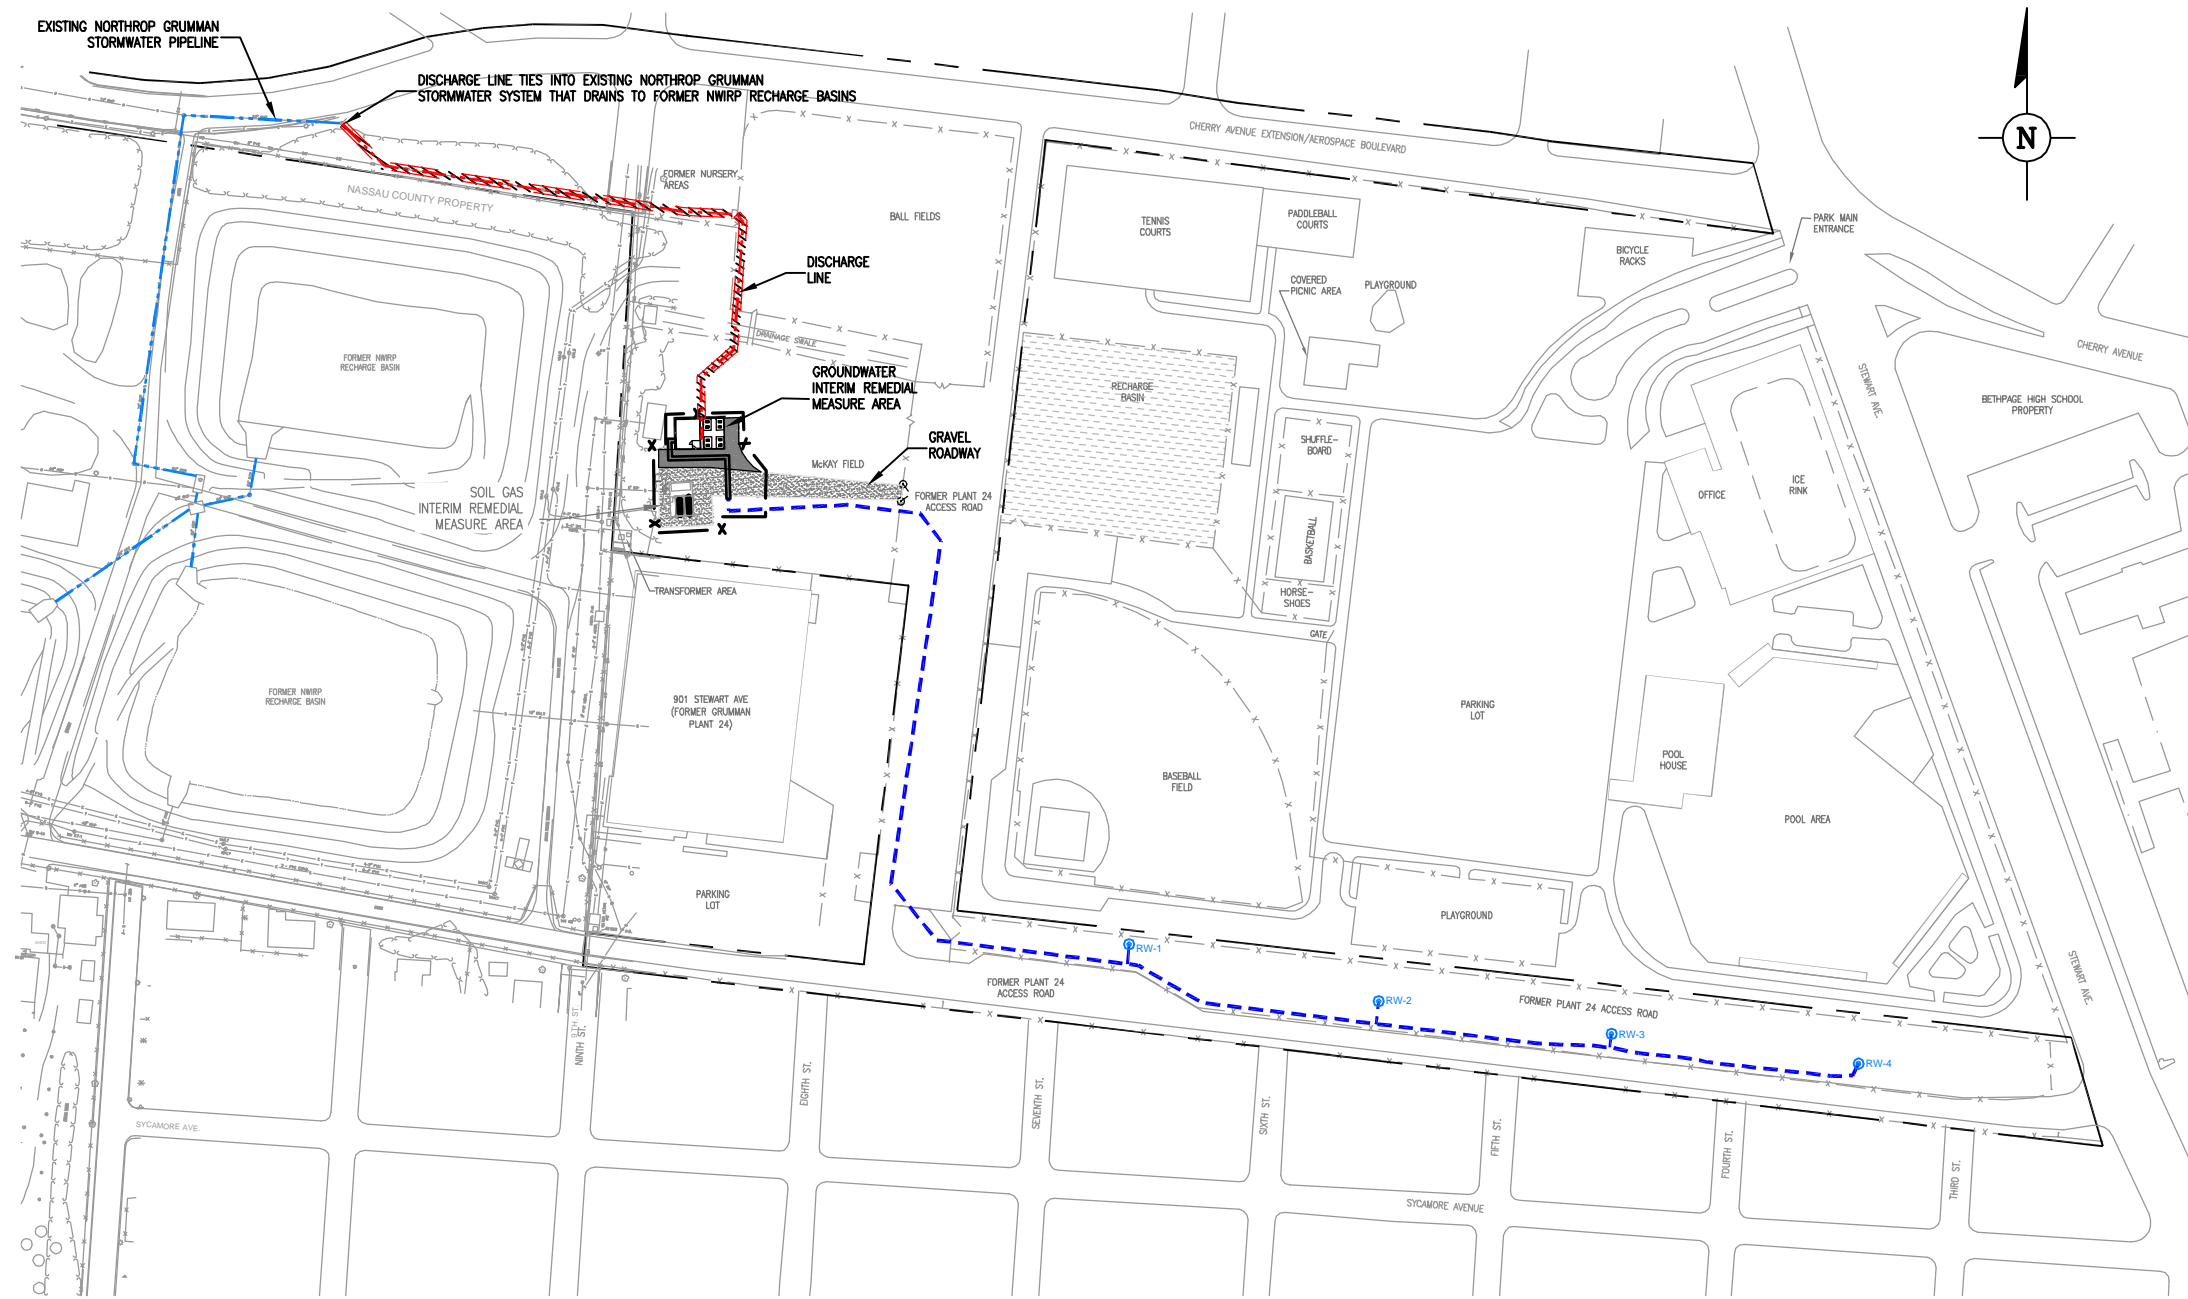 EXISTING NORTHROP GRUMMAN
STORMWATER PIPELINE
DISCHARGE LINE TIES INTO EXISTING NORTHROP GRUMMAN
STORMWATER SYSTEM THAT DRAINS TO FORMER NWIRP RECHARGE BASINS
N
CHERRY AVENUE EXTENSION/AEROSPACE BOULEVARD
FORMER NURSERY
AREAS
NASSAU COUNTY PROPERTY
BALL FIELDS
TENNIS
COURTS
PADDLEBALL
COURTS
PARK MAIN
ENTRANCE
BICYCLE
RACKS
DISCHARGE
LINE
COVERED
PICNIC AREA
PLAYGROUND
DRAINAGE SWALE
CHERRY AVENUE
FORMER NWIRP
RECHARGE BASIN
GROUNDWATER
INTERIM REMEDIAL
MEASURE AREA
RECHARGE
BASIN
STEWART AVE.
BETHPAGE HIGH SCHOOL
PROPERTY
GRAVEL
ROADWAY
SHUFFLE-
BOARD
McKAY FIELD
ICE
RINK
OFFICE
SOIL GAS
INTERIM REMEDIAL
MEASURE AREA
FORMER PLANT 24
ACCESS ROAD
BASKETBALL
TRANSFORMER AREA
HORSE-
SHOES
GATE
FORMER NWIRP
RECHARGE BASIN
901 STEWART AVE
(FORMER GRUMMAN
PLANT 24)
PARKING
LOT
POOL
HOUSE
BASEBALL
FIELD
POOL AREA
PARKING
LOT
PLAYGROUND
RW-1
STEWART AVE.
FORMER PLANT 24
ACCESS ROAD
RW-2
FORMER PLANT 24 ACCESS ROAD
RW-3
RW-4
9TH ST.
NINTH ST.
EIGHTH ST.
SEVENTH ST.
SIXTH ST.
FIFTH ST.
FOURTH ST.
THIRD ST.
SYCAMORE AVE.
SYCAMORE AVENUE